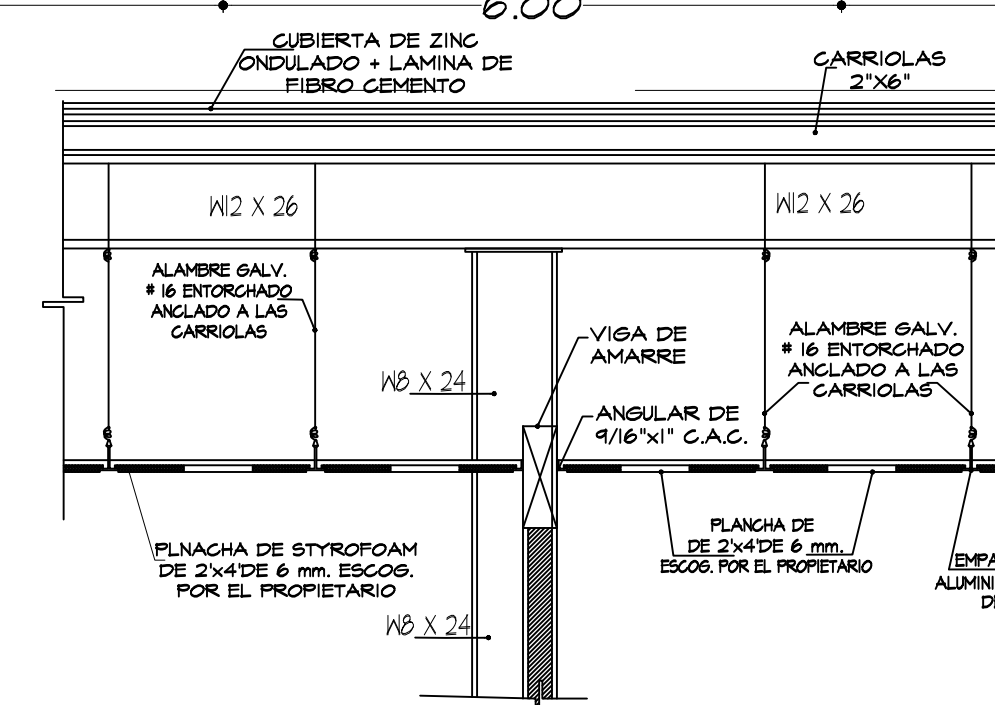 6.00
CUBIERTA DE ZINC
ONDULADO + LAMINA DE
FIBRO CEMENTO
CARRIOLAS
2"X6"
W12 X 26
W12 X 26
ALAMBRE GALV.
# 16 ENTORCHADO
ANCLADO A LAS
CARRIOLAS
VIGA DE
AMARRE
ALAMBRE GALV.
# 16 ENTORCHADO
ANCLADO A LAS
CARRIOLAS
W8 X 24
ANGULAR DE
9/16"x1" C.A.C.
PLNACHA DE STYROFOAM
DE 2'x4'DE 6 mm. ESCOG.
POR EL PROPIETARIO
PLANCHA DE
DE 2'x4'DE 6 mm.
ESCOG. POR EL PROPIETARIO
EMPA
ALUMINI
DE
W8 X 24